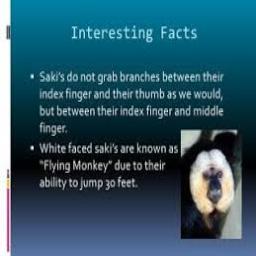 Interesting Facts
Saki's do not grab branches between their
index finger and their thumb as we would,
but between their index finger and middle
finger.
White faced saki's are known as
"Flying Monkey" due to their
ability to jump 30 feet.